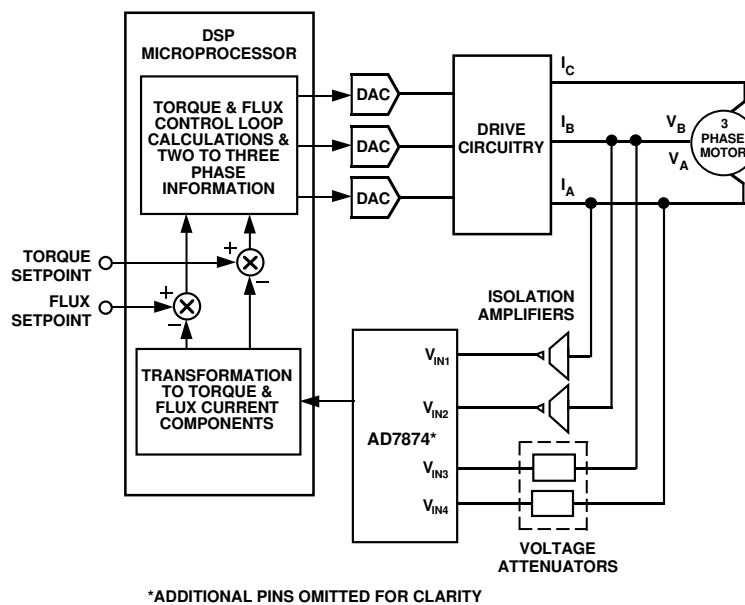 DSP
MICROPROCESSOR
TORQUE & FLUX
CONTROL LOOP
CALCULATIONS &
TWO TO THREE
PHASE
INFORMATION
DAC
DAC
DAC
DRIVE
CIRCUITRY
I_C
I_B
I_A
V_B
V_A
3
PHASE
MOTOR
TORQUE
SETPOINT
FLUX
SETPOINT
+
−
+
−
TRANSFORMATION
TO TORQUE &
FLUX CURRENT
COMPONENTS
ISOLATION
AMPLIFIERS
V_IN1
V_IN2
AD7874*
V_IN3
V_IN4
VOLTAGE
ATTENUATORS
*ADDITIONAL PINS OMITTED FOR CLARITY